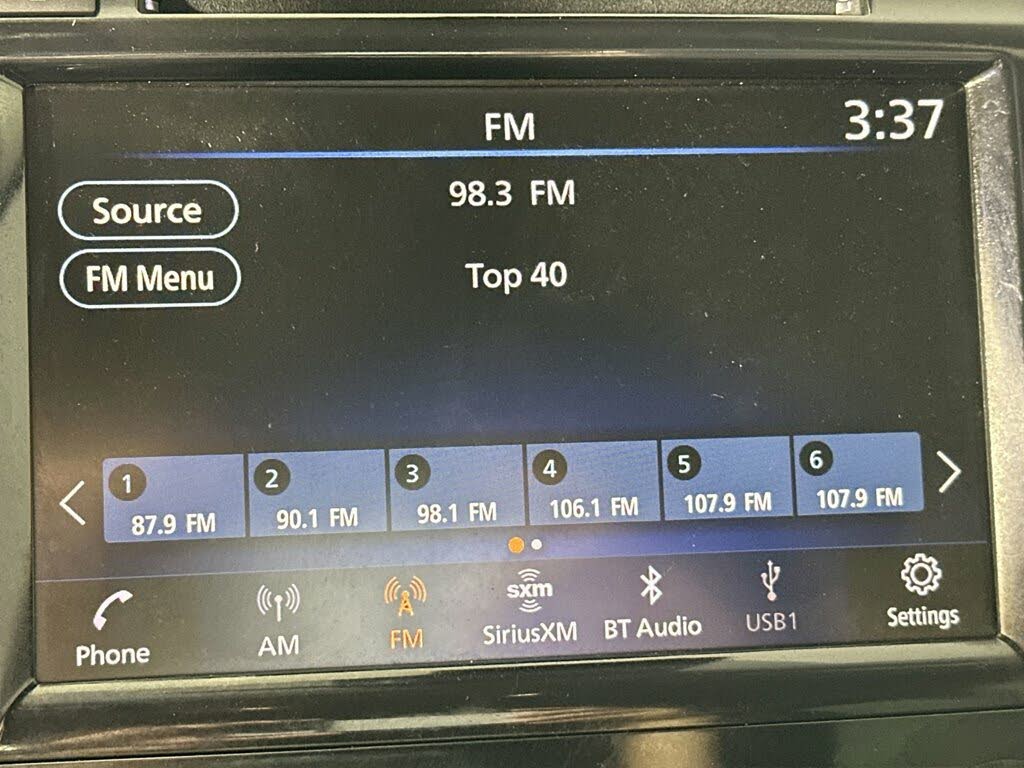 FM
3:37
98.3 FM
Source
FM Menu
Top 40
1
2
3
4
5
6
87.9 FM
90.1 FM
98.1 FM
106.1 FM
107.9 FM
107.9 FM
Phone
AM
FM
sxm
SiriusXM
BT Audio
USB1
Settings